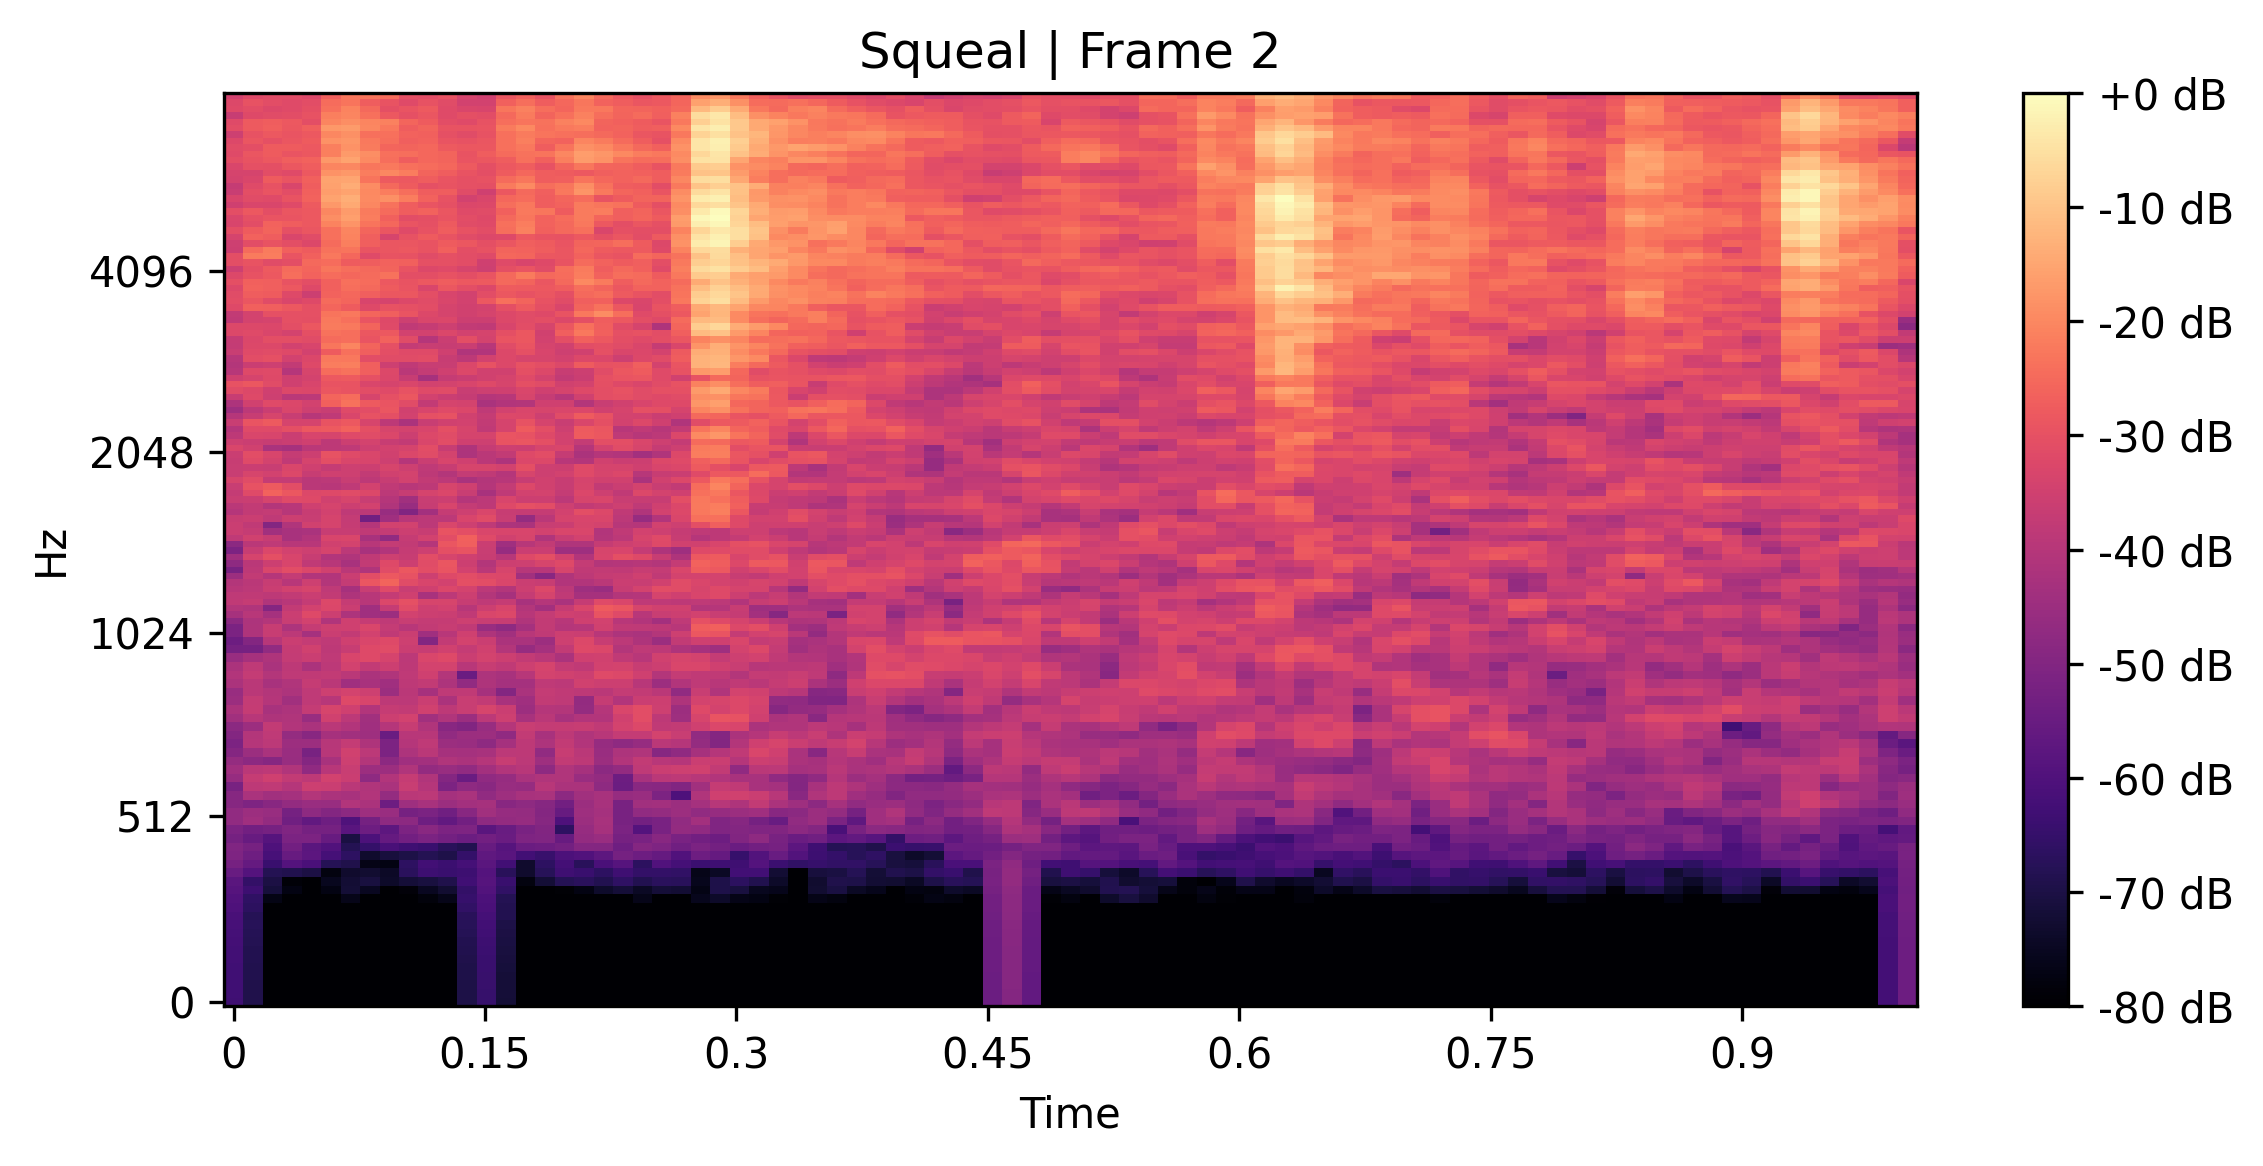 Squeal | Frame 2
Hz
4096
2048
1024
512
0
0 0.15 0.3 0.45 0.6 0.75 0.9
Time
+0 dB
-10 dB
-20 dB
-30 dB
-40 dB
-50 dB
-60 dB
-70 dB
-80 dB